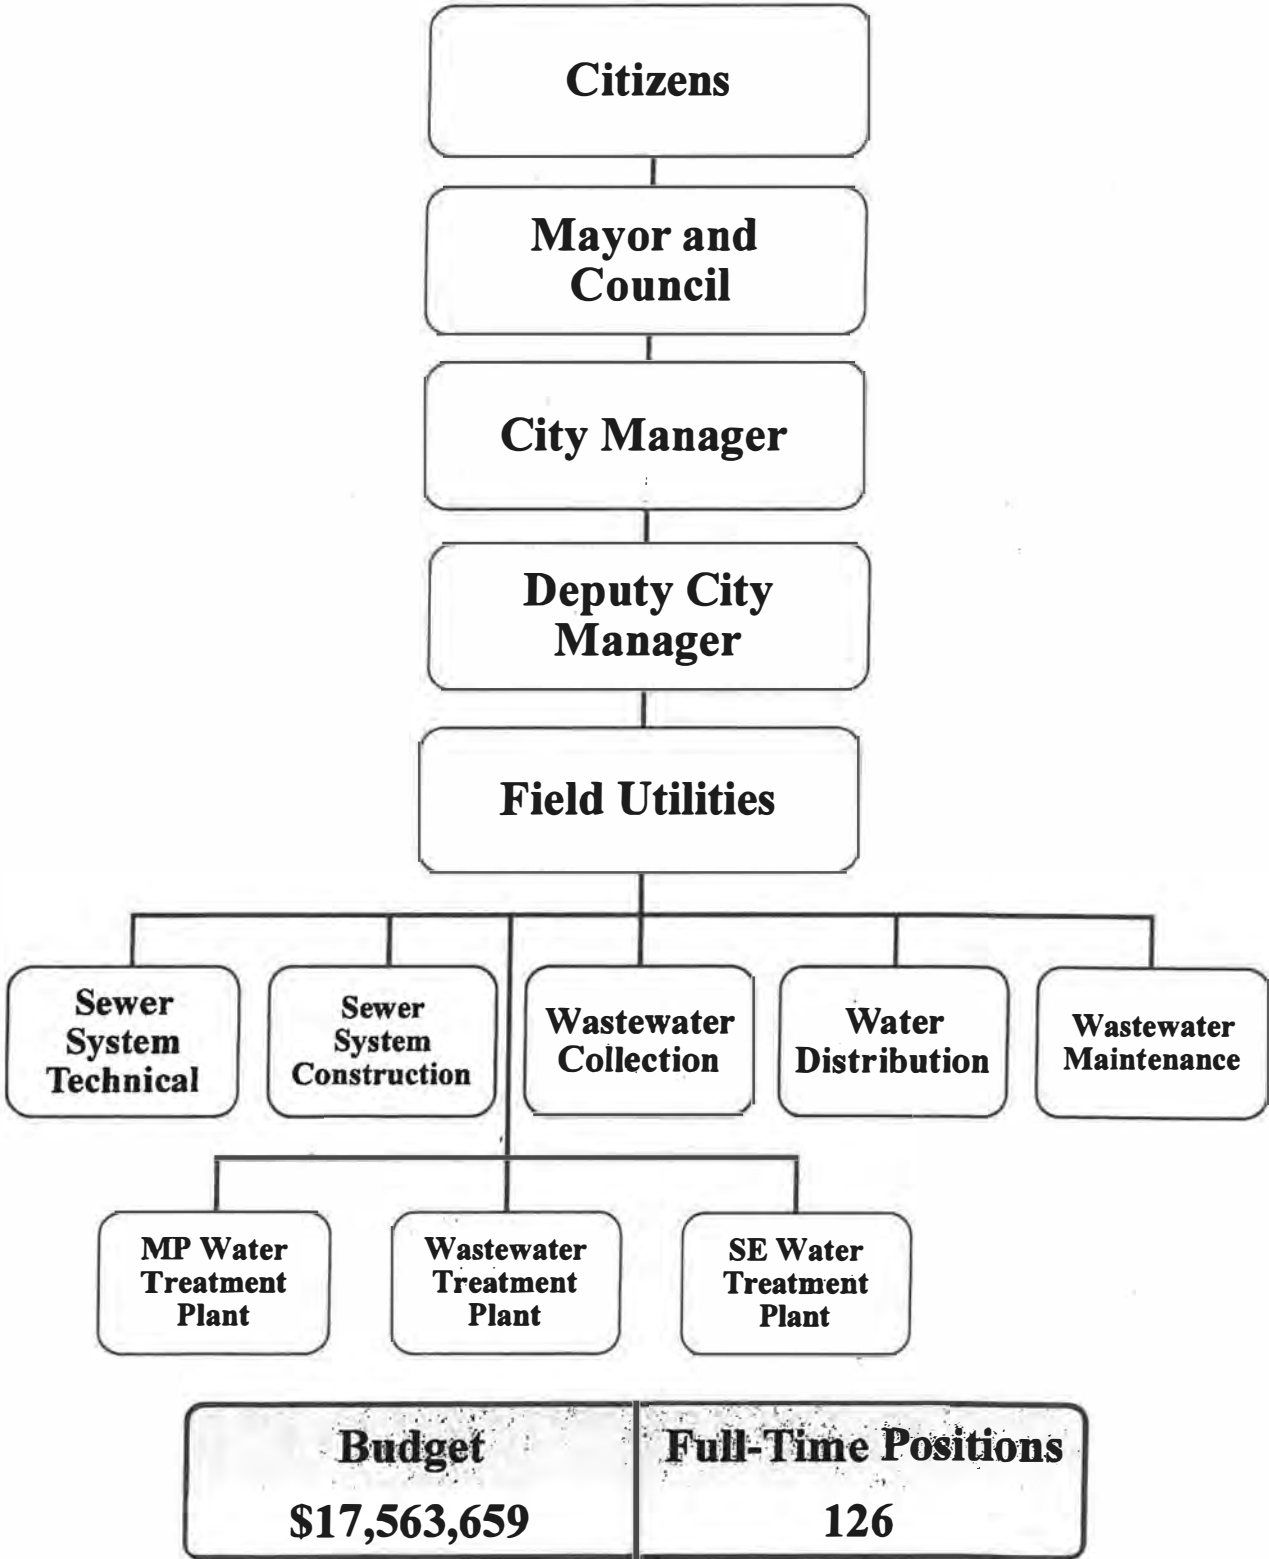 Citizens
Mayor and
Council
City Manager
Deputy City
Manager
Field Utilities
Sewer
System
Technical
Sewer
System
Construction
Wastewater
Collection
Water
Distribution
Wastewater
Maintenance
MP Water
Treatment
Plant
Wastewater
Treatment
Plant
SE Water
Treatment
Plant
Budget
Full-Time Positions
$17,563,659
126